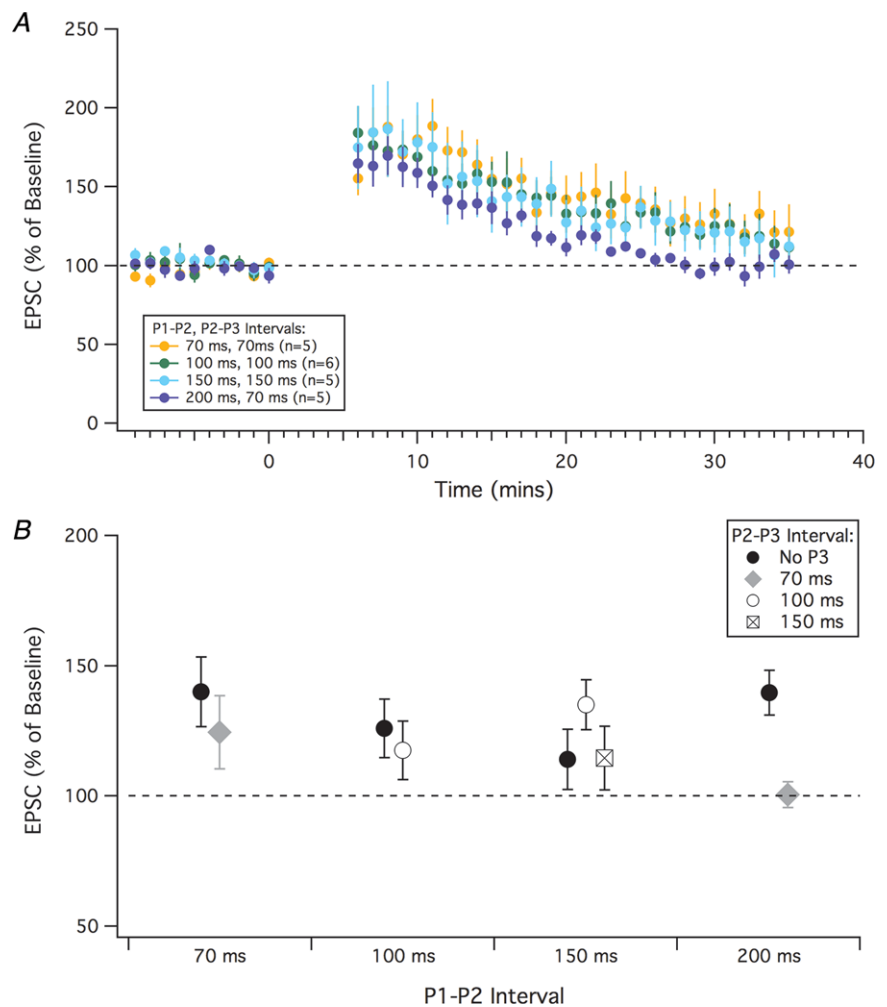 A
250
200
150
100
50
0
EPSC (% of Baseline)
P1-P2, P2-P3 Intervals:
70 ms, 70ms (n=5)
100 ms, 100 ms (n=6)
150 ms, 150 ms (n=5)
200 ms, 70 ms (n=5)
0 10 20 30 40
Time (mins)
B
200
150
100
50
EPSC (% of Baseline)
P2-P3 Interval:
No P3
70 ms
100 ms
150 ms
70 ms 100 ms 150 ms 200 ms
P1-P2 Interval